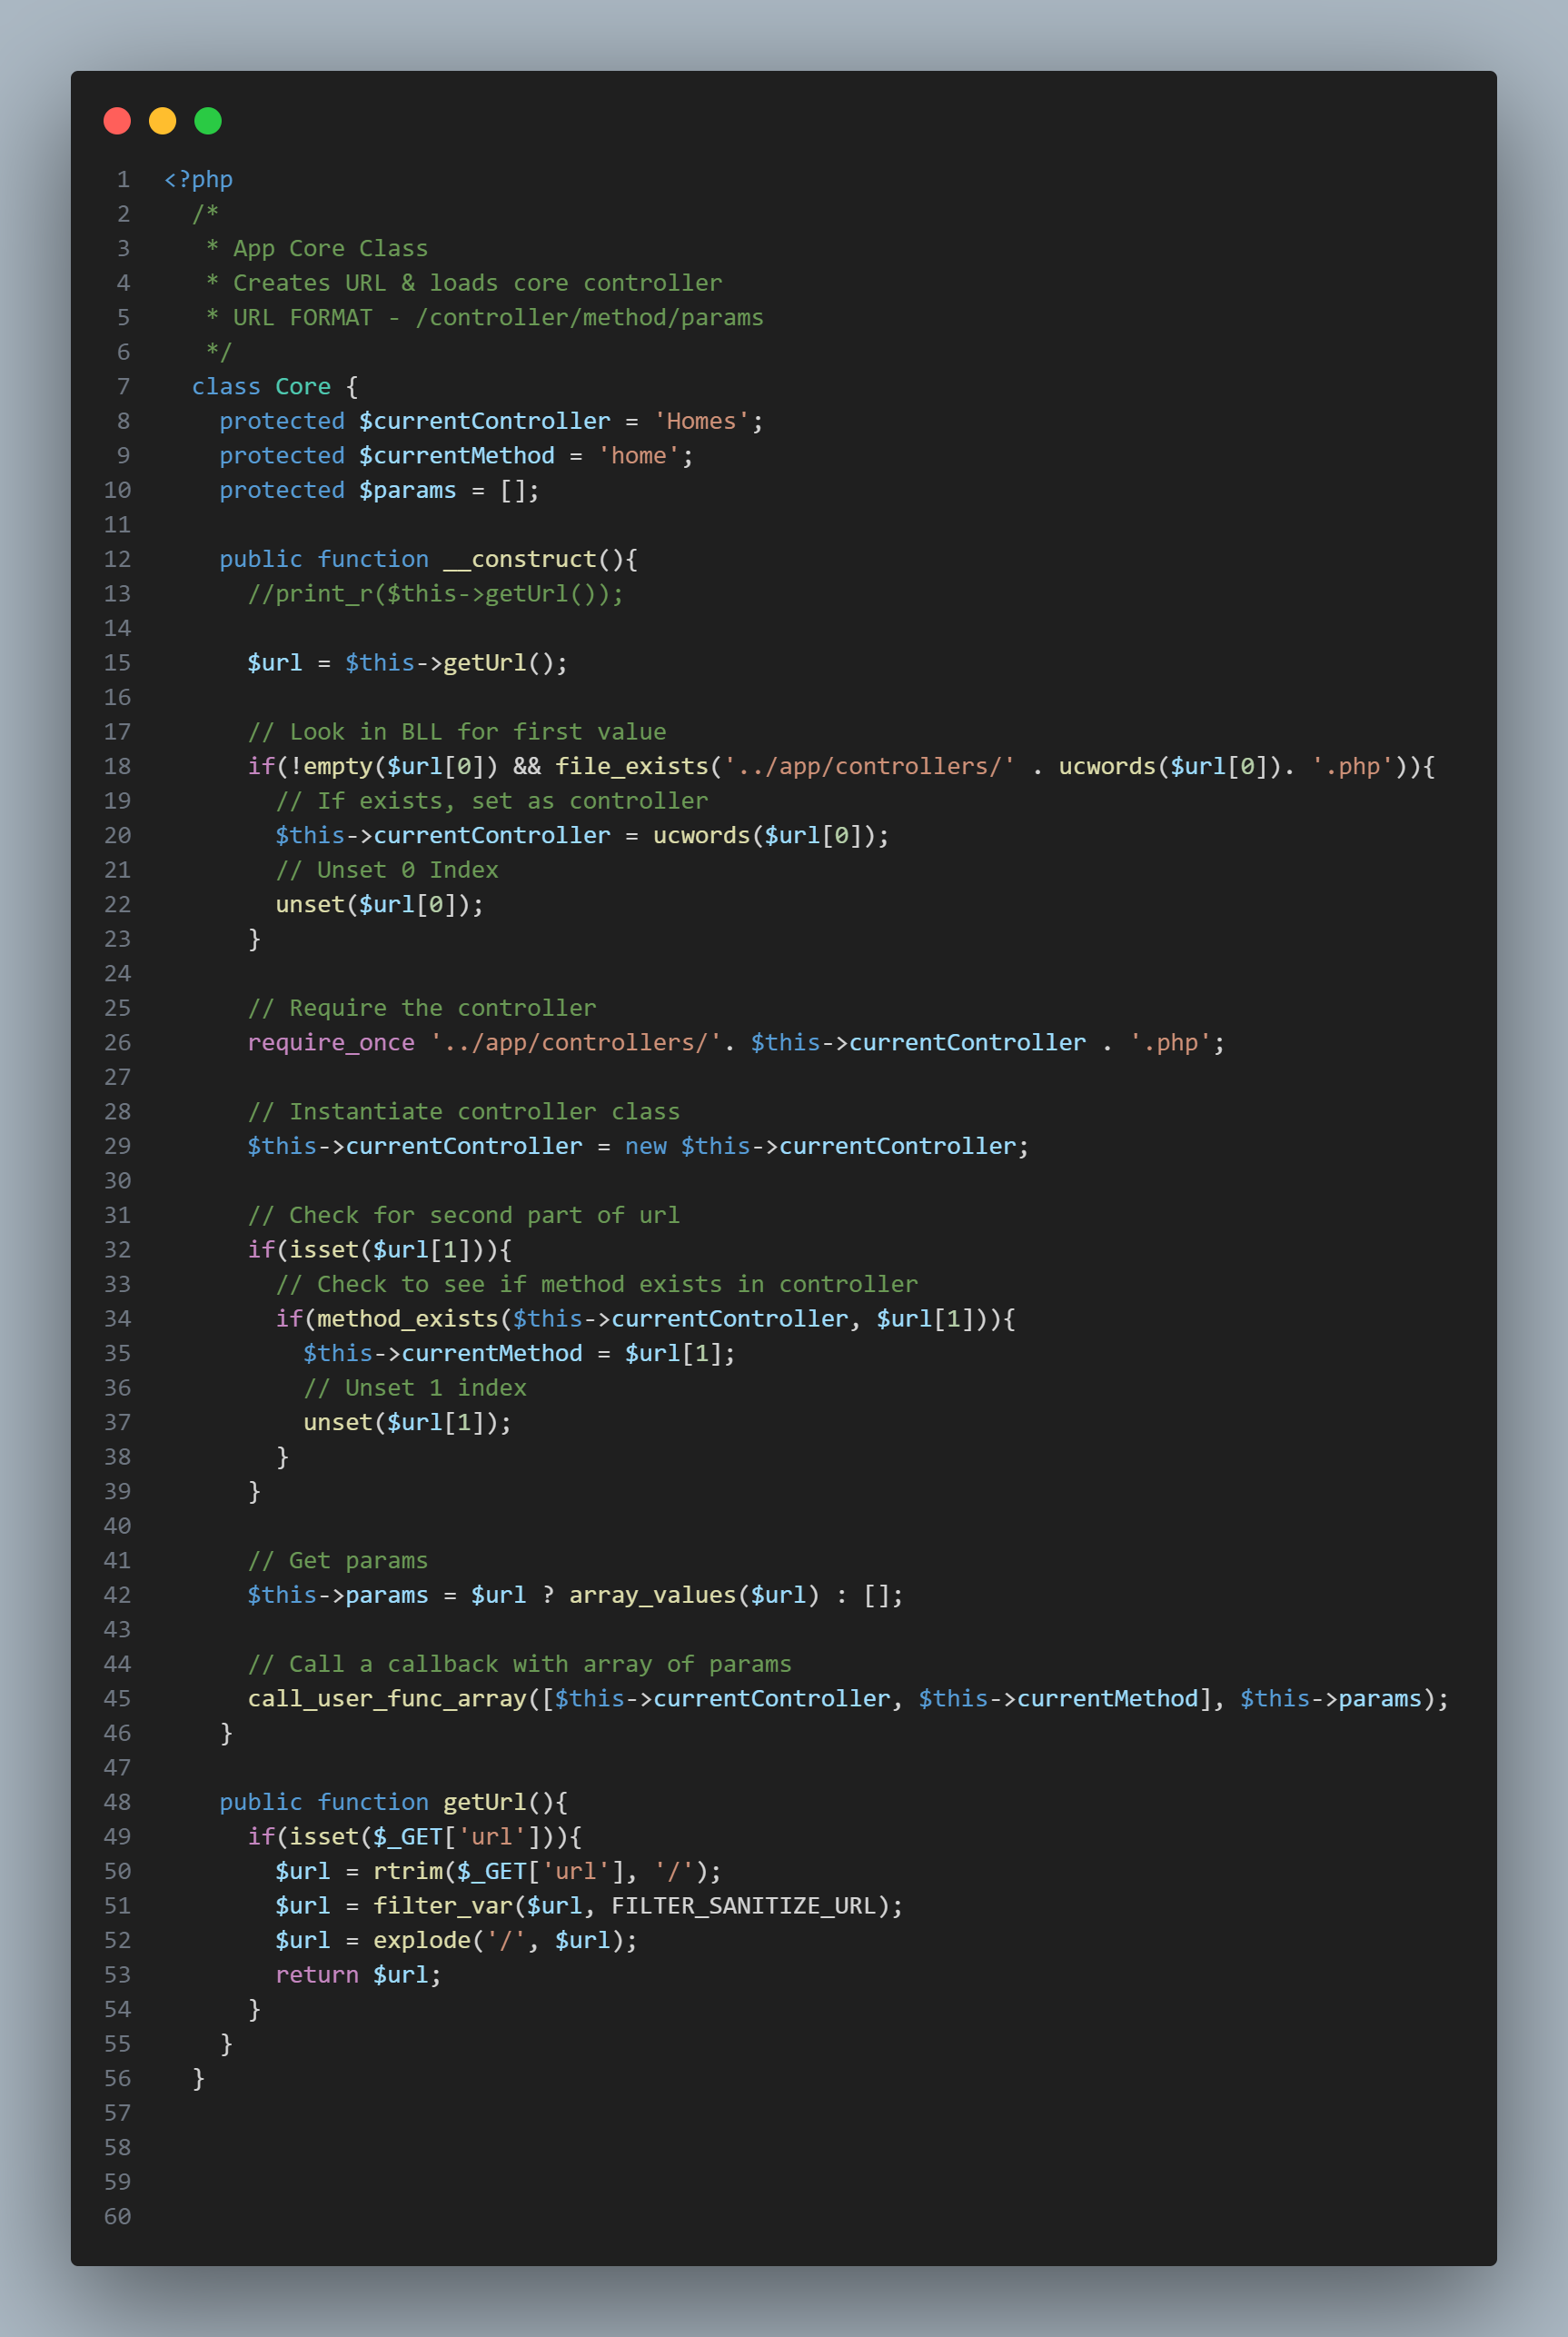 1 <?php
2 /*
3 * App Core Class
4 * Creates URL & loads core controller
5 * URL FORMAT - /controller/method/params
6 */
7 class Core {
8 protected $currentController = 'Homes';
9 protected $currentMethod = 'home';
10 protected $params = [];
11
12 public function __construct(){
13 //print_r($this->getUrl());
14
15 $url = $this->getUrl();
16
17 // Look in BLL for first value
18 if(!empty($url[0]) && file_exists('../app/controllers/' . ucwords($url[0]). '.php')){
19 // If exists, set as controller
20 $this->currentController = ucwords($url[0]);
21 // Unset 0 Index
22 unset($url[0]);
23 }
24
25 // Require the controller
26 require_once '../app/controllers/'. $this->currentController . '.php';
27
28 // Instantiate controller class
29 $this->currentController = new $this->currentController;
30
31 // Check for second part of url
32 if(isset($url[1])){
33 // Check to see if method exists in controller
34 if(method_exists($this->currentController, $url[1])){
35 $this->currentMethod = $url[1];
36 // Unset 1 index
37 unset($url[1]);
38 }
39 }
40
41 // Get params
42 $this->params = $url ? array_values($url) : [];
43
44 // Call a callback with array of params
45 call_user_func_array([$this->currentController, $this->currentMethod], $this->params);
46 }
47
48 public function getUrl(){
49 if(isset($_GET['url'])){
50 $url = rtrim($_GET['url'], '/');
51 $url = filter_var($url, FILTER_SANITIZE_URL);
52 $url = explode('/', $url);
53 return $url;
54 }
55 }
56 }
57
58
59
60